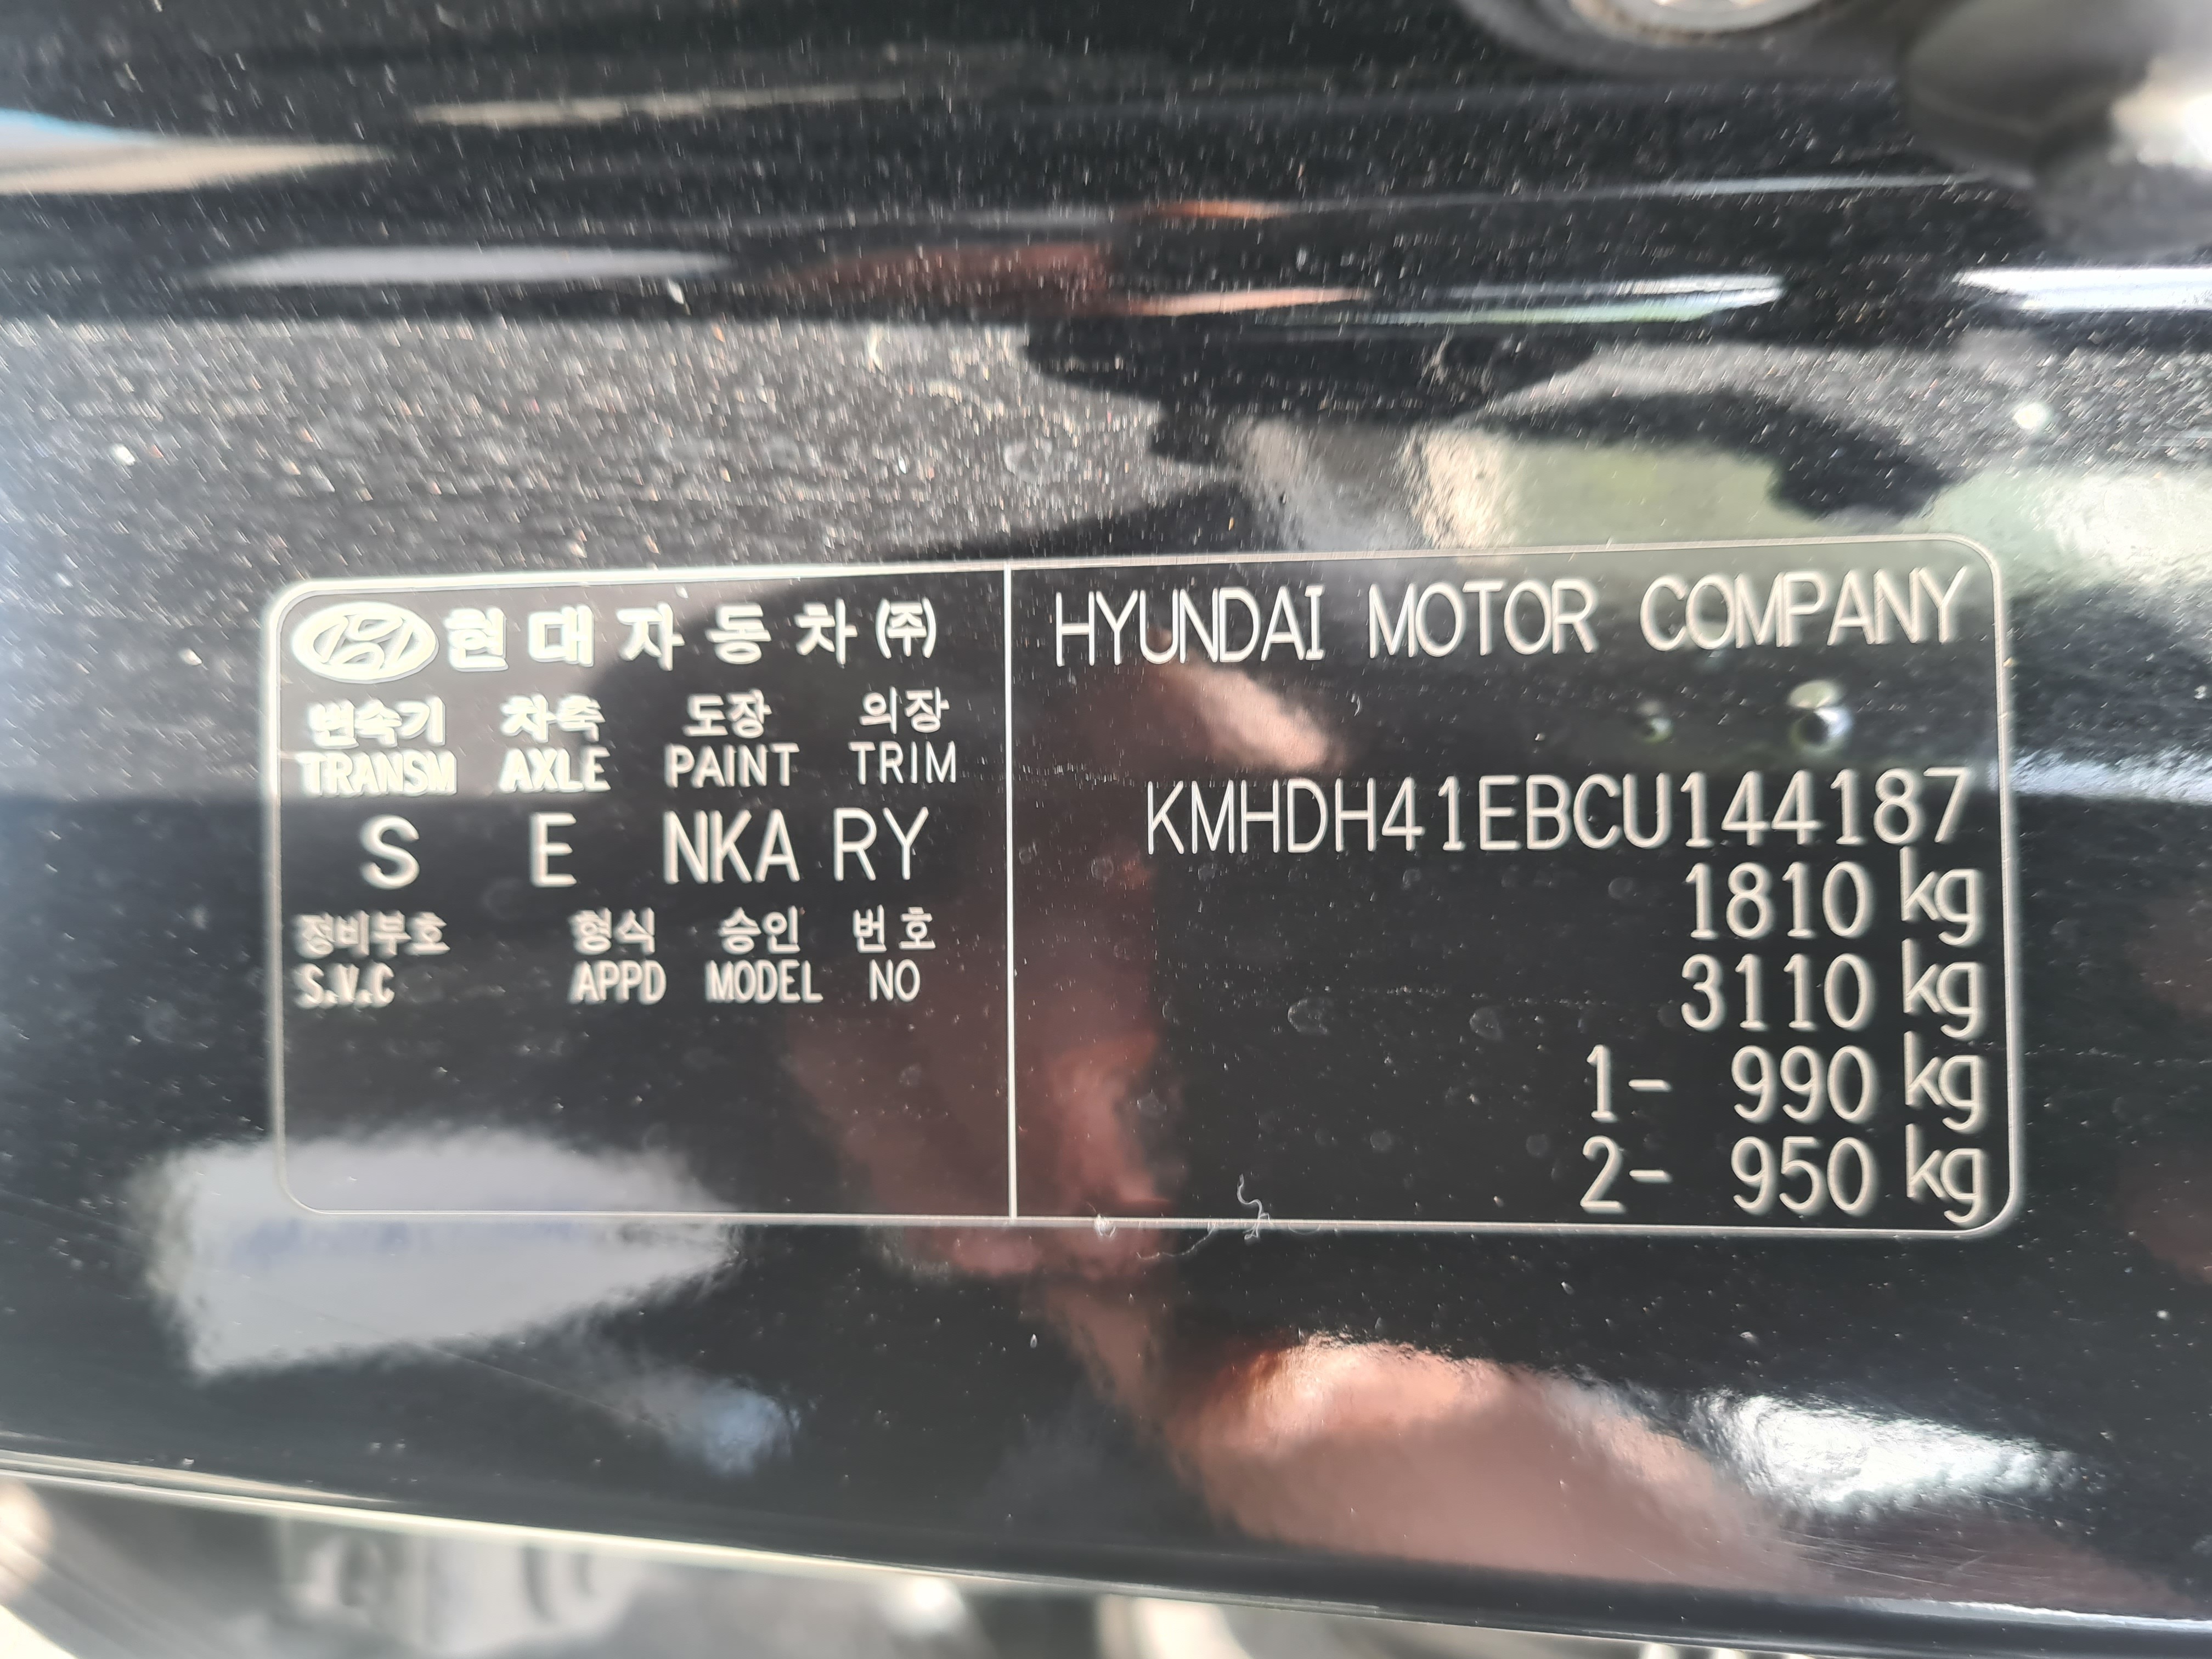 현대자동차㈜
변속기 차축 도장 의장
TRANSM AXLE PAINT TRIM
S E NKA RY
정비부호 형식 승인 번호
S.V.C APPD MODEL NO
HYUNDAI MOTOR COMPANY
KMHDH41EBCU144187
1810 kg
3110 kg
1- 990 kg
2- 950 kg